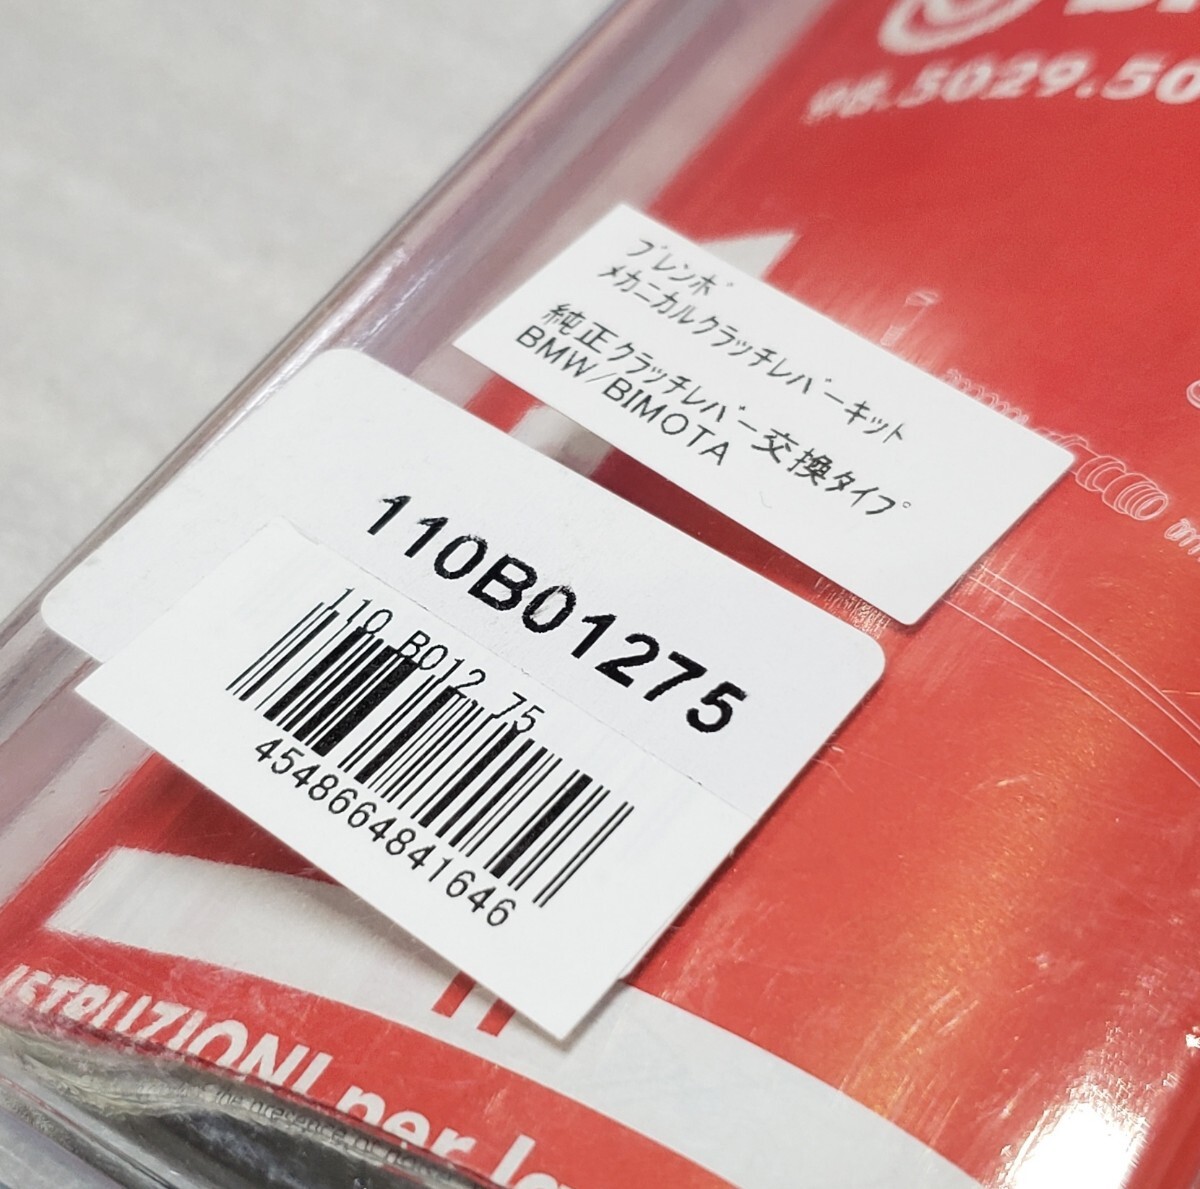 98.5029.50
ブレンボ
メカニカルクラッチレバーキット
純正クラッチレバー交換タイプ
BMW/BIMOTA
110B01275
110 B012 75
4548664841646
ISTRUZIONI per la